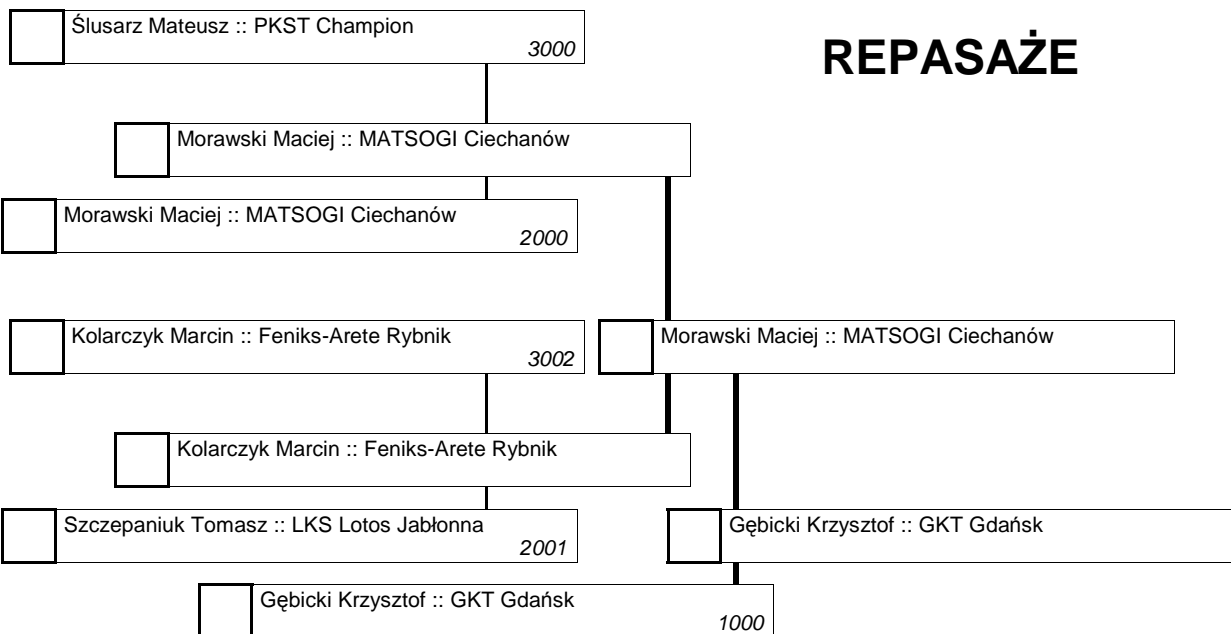 Ślusarz Mateusz :: PKST Champion
3000
REPASAŻE
Morawski Maciej :: MATSOGI Ciechanów
Morawski Maciej :: MATSOGI Ciechanów
2000
Kolarczyk Marcin :: Feniks-Arete Rybnik
3002
Morawski Maciej :: MATSOGI Ciechanów
Kolarczyk Marcin :: Feniks-Arete Rybnik
Szczepaniuk Tomasz :: LKS Lotos Jabłonna
2001
Gębicki Krzysztof :: GKT Gdańsk
Gębicki Krzysztof :: GKT Gdańsk
1000